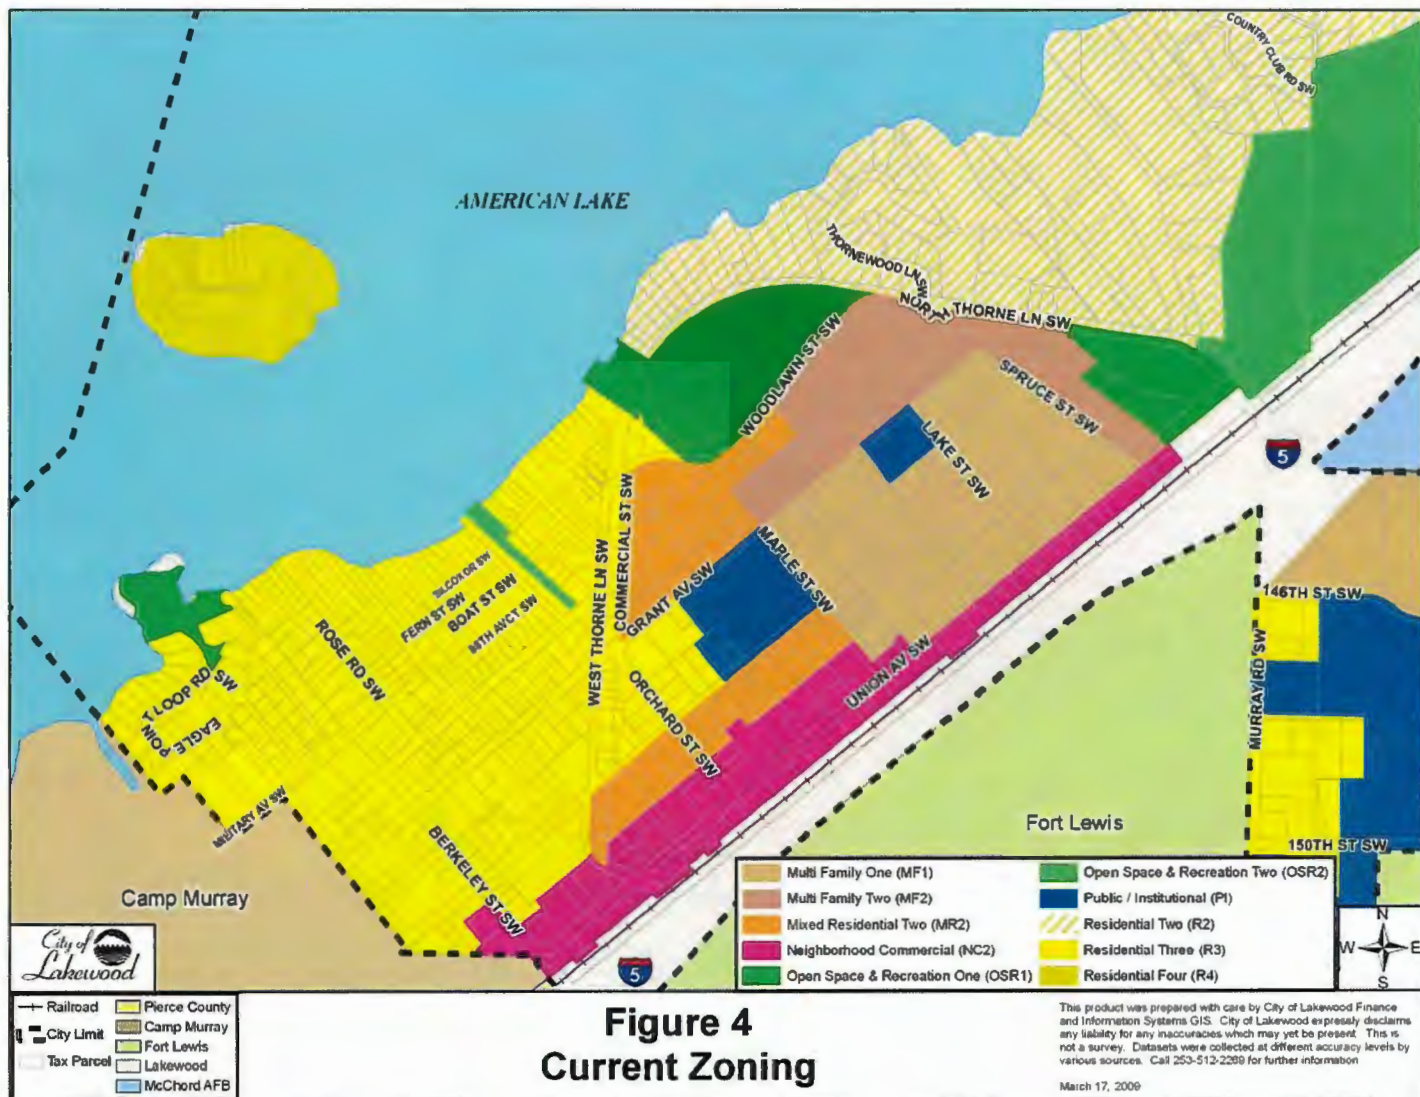 COUNTRY
CLUB RD SW
AMERICAN LAKE
THORNEWOOD LN SW
NORTH THORNE LN SW
WOODLAWN ST SW
SPRUCE ST SW
LAKE ST SW
5
COMMERCIAL ST SW
WEST THORNE LN SW
MAPLE ST SW
GRANT AV SW
SILCOX DR SW
FERN ST SW
BOAT ST SW
146TH ST SW
MURRAY RD SW
ROSE RD SW
UNION AV SW
ORCHARD ST SW
EAGLE POINT LOOP RD SW
MILITARY AV SW
BERKELEY ST SW
Camp Murray
Fort Lewis
150TH ST SW
5
Multi Family One (MF1)
Multi Family Two (MF2)
Mixed Residential Two (MR2)
Neighborhood Commercial (NC2)
Open Space & Recreation One (OSR1)
Open Space & Recreation Two (OSR2)
Public / Institutional (PI)
Residential Two (R2)
Residential Three (R3)
Residential Four (R4)
N
W E
S
City of
Lakewood
Railroad
City Limit
Tax Parcel
Pierce County
Camp Murray
Fort Lewis
Lakewood
McChord AFB
Figure 4
Current Zoning
This product was prepared with care by City of Lakewood Finance
and Information Systems GIS. City of Lakewood expressly disclaims
any liability for any inaccuracies which may yet be present. This is
not a survey. Datasets were collected at different accuracy levels by
various sources. Call 253-512-2269 for further information
March 17, 2009